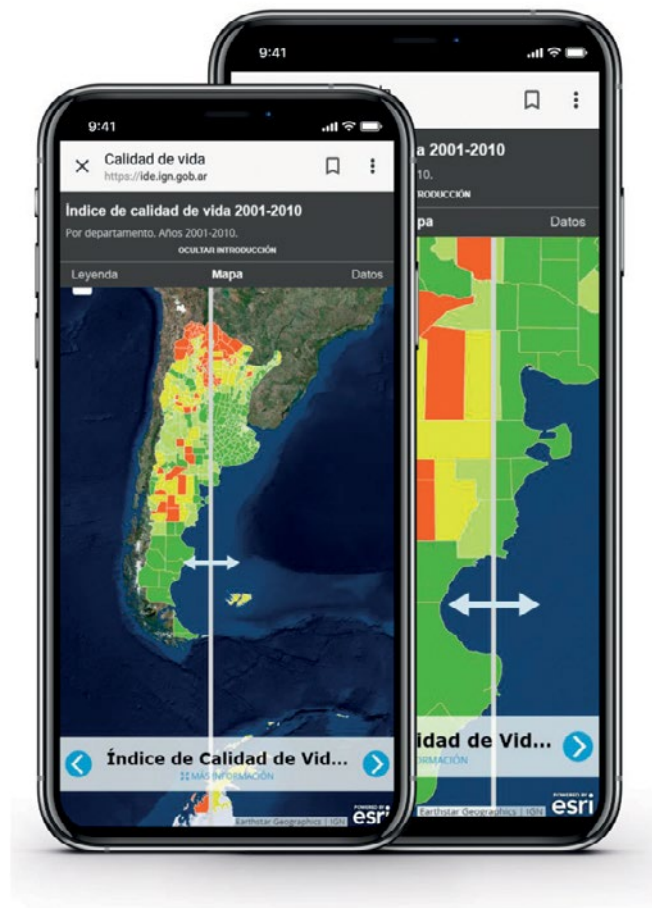 9:41
Calidad de vida
https://ide.ign.gob.ar
Índice de calidad de vida 2001-2010
Por departamento. Años 2001-2010.
OCULTAR INTRODUCCIÓN
Leyenda Mapa Datos
Índice de Calidad de Vid...
MÁS INFORMACIÓN
POWERED BY
esri
Earthstar Geographics | IGN
9:41
a 2001-2010
10.
RODUCCIÓN
pa Datos
idad de Vid...
ORMACIÓN
POWERED BY
esri
Earthstar Geographics | IGN